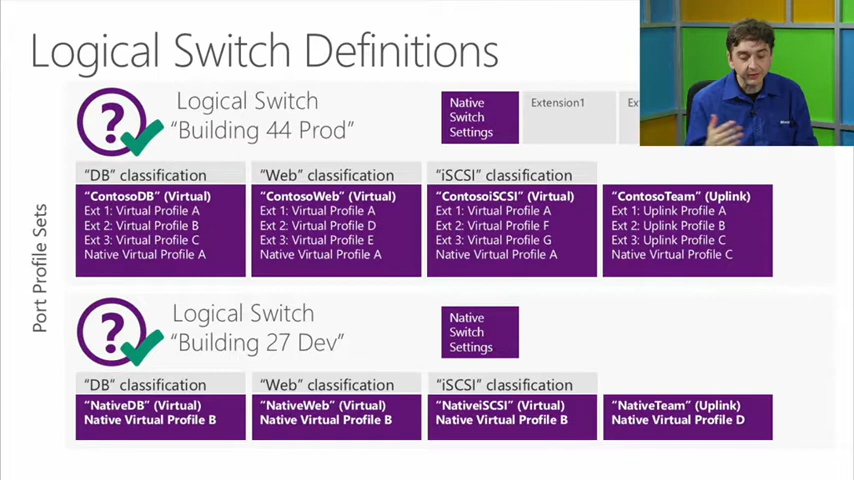 Logical Switch Definitions
Logical Switch
“Building 44 Prod”
Native
Switch
Settings
Extension1
“DB” classification
“Web” classification
“iSCSI” classification
“ContosoDB” (Virtual)
Ext 1: Virtual Profile A
Ext 2: Virtual Profile B
Ext 3: Virtual Profile C
Native Virtual Profile A
“ContosoWeb” (Virtual)
Ext 1: Virtual Profile A
Ext 2: Virtual Profile D
Ext 3: Virtual Profile E
Native Virtual Profile A
“ContosoiSCSI” (Virtual)
Ext 1: Virtual Profile A
Ext 2: Virtual Profile F
Ext 3: Virtual Profile G
Native Virtual Profile A
“ContosoTeam” (Uplink)
Ext 1: Uplink Profile A
Ext 2: Uplink Profile B
Ext 3: Uplink Profile C
Native Virtual Profile C
Port Profile Sets
Logical Switch
“Building 27 Dev”
Native
Switch
Settings
“DB” classification
“Web” classification
“iSCSI” classification
“NativeDB” (Virtual)
Native Virtual Profile B
“NativeWeb” (Virtual)
Native Virtual Profile B
“NativeiSCSI” (Virtual)
Native Virtual Profile B
“NativeTeam” (Uplink)
Native Virtual Profile D